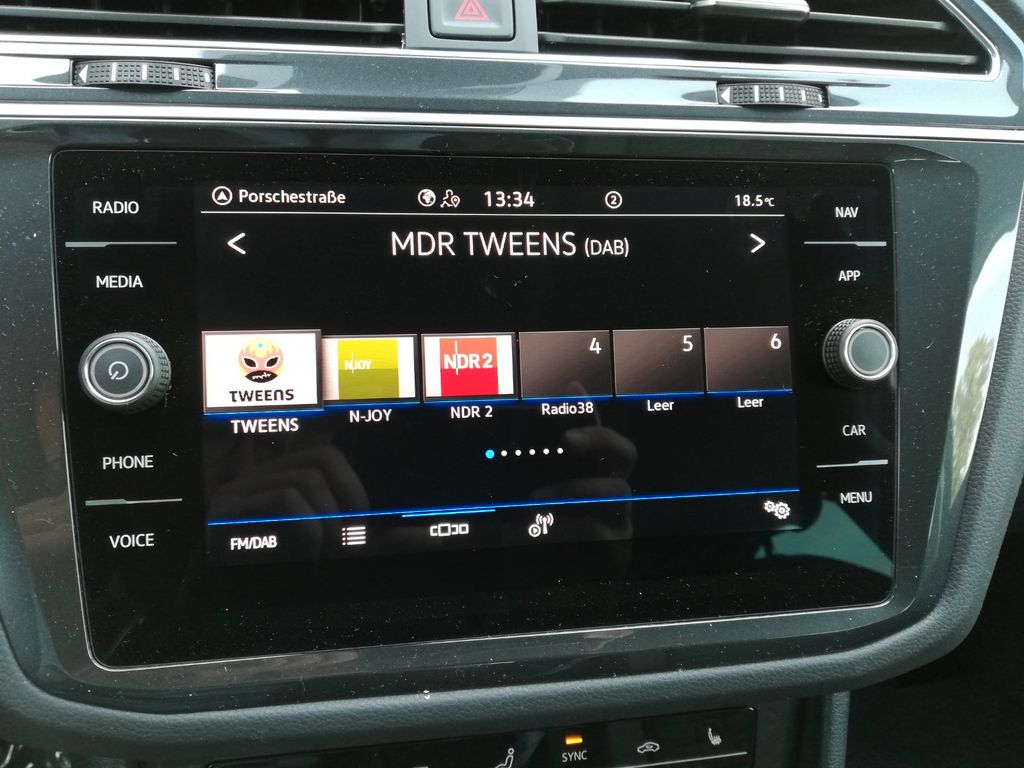 RADIO
MEDIA
PHONE
VOICE
Porschestraße 13:34 2 18.5°C
< MDR TWEENS (DAB) >
TWEENS
N-JOY
NDR 2
4
5
6
TWEENS
N-JOY
NDR 2
Radio38
Leer
Leer
FM/DAB
NAV
APP
CAR
MENU
SYNC